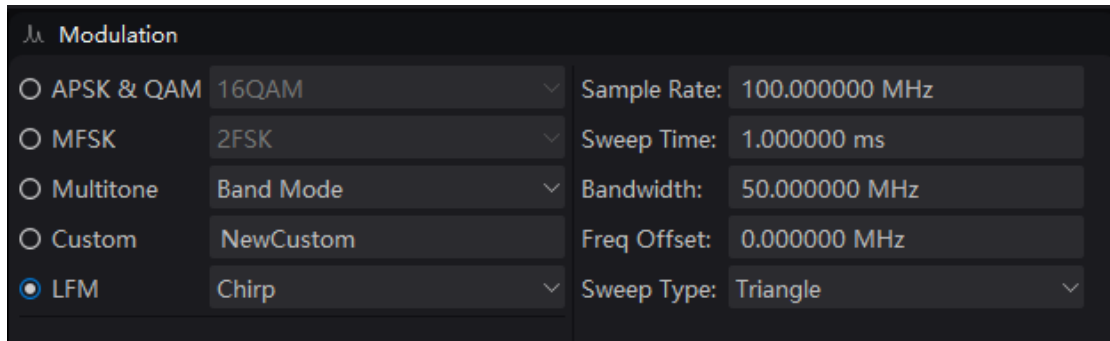 Modulation
APSK & QAM 16QAM Sample Rate: 100.000000 MHz
MFSK 2FSK Sweep Time: 1.000000 ms
Multitone Band Mode Bandwidth: 50.000000 MHz
Custom NewCustom Freq Offset: 0.000000 MHz
LFM Chirp Sweep Type: Triangle